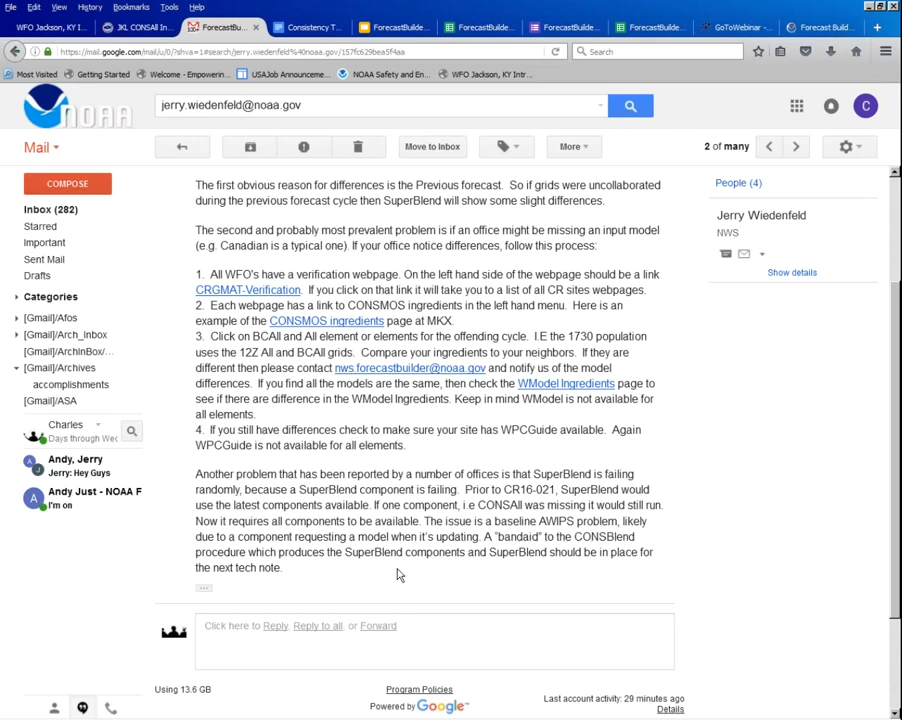 File Edit View History Bookmarks Tools Help
WFO Jackson, KY I... JKL CONSAll In... ForecastBu... Consistency T... ForecastBuilde... ForecastBuilde... ForecastBuilde... ForecastBuilde... GoToWebinar -... Forecast Build...
https://mail.google.com/mail/u/0/?shva=1#search/jerry.wiedenfeld%40noaa.gov/157fc629bea5f4aa Search
Most Visited Getting Started Welcome - Empowerin... USAJob Announceme... NOAA Safety and En... WFO Jackson, KY Intr...
NOAA jerry.wiedenfeld@noaa.gov C
Mail Move to Inbox More 2 of many
COMPOSE
Inbox (282)
Starred
Important
Sent Mail
Drafts
Categories
[Gmail]/Afos
[Gmail]/Arch_Inbox
[Gmail]/ArchInBox/...
[Gmail]/Archives
accomplishments
[Gmail]/ASA
Charles
Days through Wed
Andy, Jerry
Jerry: Hey Guys
Andy Just - NOAA F
I'm on
The first obvious reason for differences is the Previous forecast. So if grids were uncollaborated
during the previous forecast cycle then SuperBlend will show some slight differences.
The second and probably most prevalent problem is if an office might be missing an input model
(e.g. Canadian is a typical one). If your office notice differences, follow this process:
1. All WFO's have a verification webpage. On the left hand side of the webpage should be a link
CRGMAT-Verification. If you click on that link it will take you to a list of all CR sites webpages.
2. Each webpage has a link to CONSMOS ingredients in the left hand menu. Here is an
example of the CONSMOS ingredients page at MKX.
3. Click on BCAll and All element or elements for the offending cycle. I.E the 1730 population
uses the 12Z All and BCAll grids. Compare your ingredients to your neighbors. If they are
different then please contact nws.forecastbuilder@noaa.gov and notify us of the model
differences. If you find all the models are the same, then check the WModel Ingredients page to
see if there are difference in the WModel Ingredients. Keep in mind WModel is not available for
all elements.
4. If you still have differences check to make sure your site has WPCGuide available. Again
WPCGuide is not available for all elements.
Another problem that has been reported by a number of offices is that SuperBlend is failing
randomly, because a SuperBlend component is failing. Prior to CR16-021, SuperBlend would
use the latest components available. If one component, i.e CONSAll was missing it would still run.
Now it requires all components to be available. The issue is a baseline AWIPS problem, likely
due to a component requesting a model when it's updating. A "bandaid" to the CONSBlend
procedure which produces the SuperBlend components and SuperBlend should be in place for
the next tech note.
...
Click here to Reply, Reply to all, or Forward
People (4)
Jerry Wiedenfeld
NWS
Show details
Using 13.6 GB
Program Policies
Powered by Google™
Last account activity: 29 minutes ago
Details